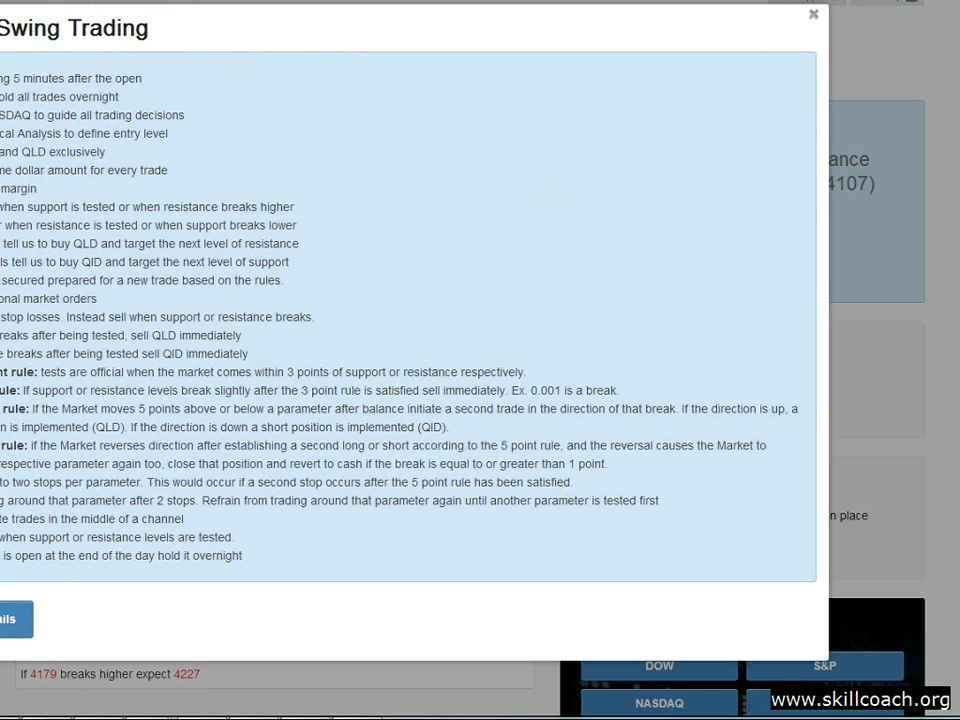 Swing Trading
ng 5 minutes after the open
old all trades overnight
SDAQ to guide all trading decisions
cal Analysis to define entry level
and QLD exclusively
ne dollar amount for every trade
margin
when support is tested or when resistance breaks higher
r when resistance is tested or when support breaks lower
tell us to buy QLD and target the next level of resistance
ls tell us to buy QID and target the next level of support
secured prepared for a new trade based on the rules.
onal market orders
stop losses. Instead sell when support or resistance breaks.
reaks after being tested, sell QLD immediately
e breaks after being tested sell QID immediately
nt rule: tests are official when the market comes within 3 points of support or resistance respectively.
ule: If support or resistance levels break slightly after the 3 point rule is satisfied sell immediately. Ex. 0.001 is a break.
rule: If the Market moves 5 points above or below a parameter after balance initiate a second trade in the direction of that break. If the direction is up, a
n is implemented (QLD). If the direction is down a short position is implemented (QID).
rule: if the Market reverses direction after establishing a second long or short according to the 5 point rule, and the reversal causes the Market to
respective parameter again too, close that position and revert to cash if the break is equal to or greater than 1 point.
to two stops per parameter. This would occur if a second stop occurs after the 5 point rule has been satisfied.
g around that parameter after 2 stops. Refrain from trading around that parameter again until another parameter is tested first
te trades in the middle of a channel
when support or resistance levels are tested.
is open at the end of the day hold it overnight
ils
ance
4107)
n place
If 4179 breaks higher expect 4227
DOW
S&P
NASDAQ
www.skillcoach.org